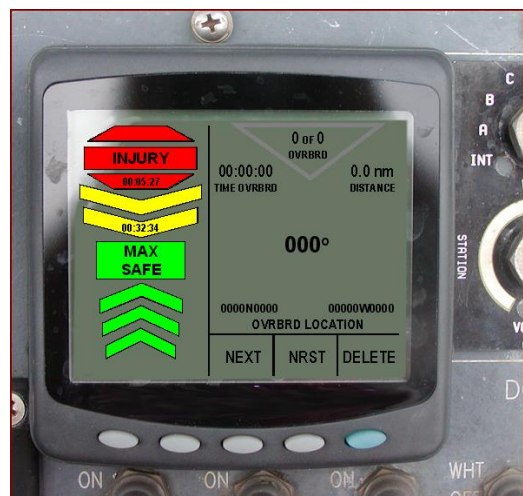 INJURY
00:05:27
00:32:34
MAX
SAFE
0 OF 0
OVRBRD
00:00:00
TIME OVRBRD
0.0 nm
DISTANCE
000°
0000N0000
00000W0000
OVRBRD LOCATION
NEXT
NRST
DELETE
C
B
A
INT
STATION
D
ON
ON
ON
WHT